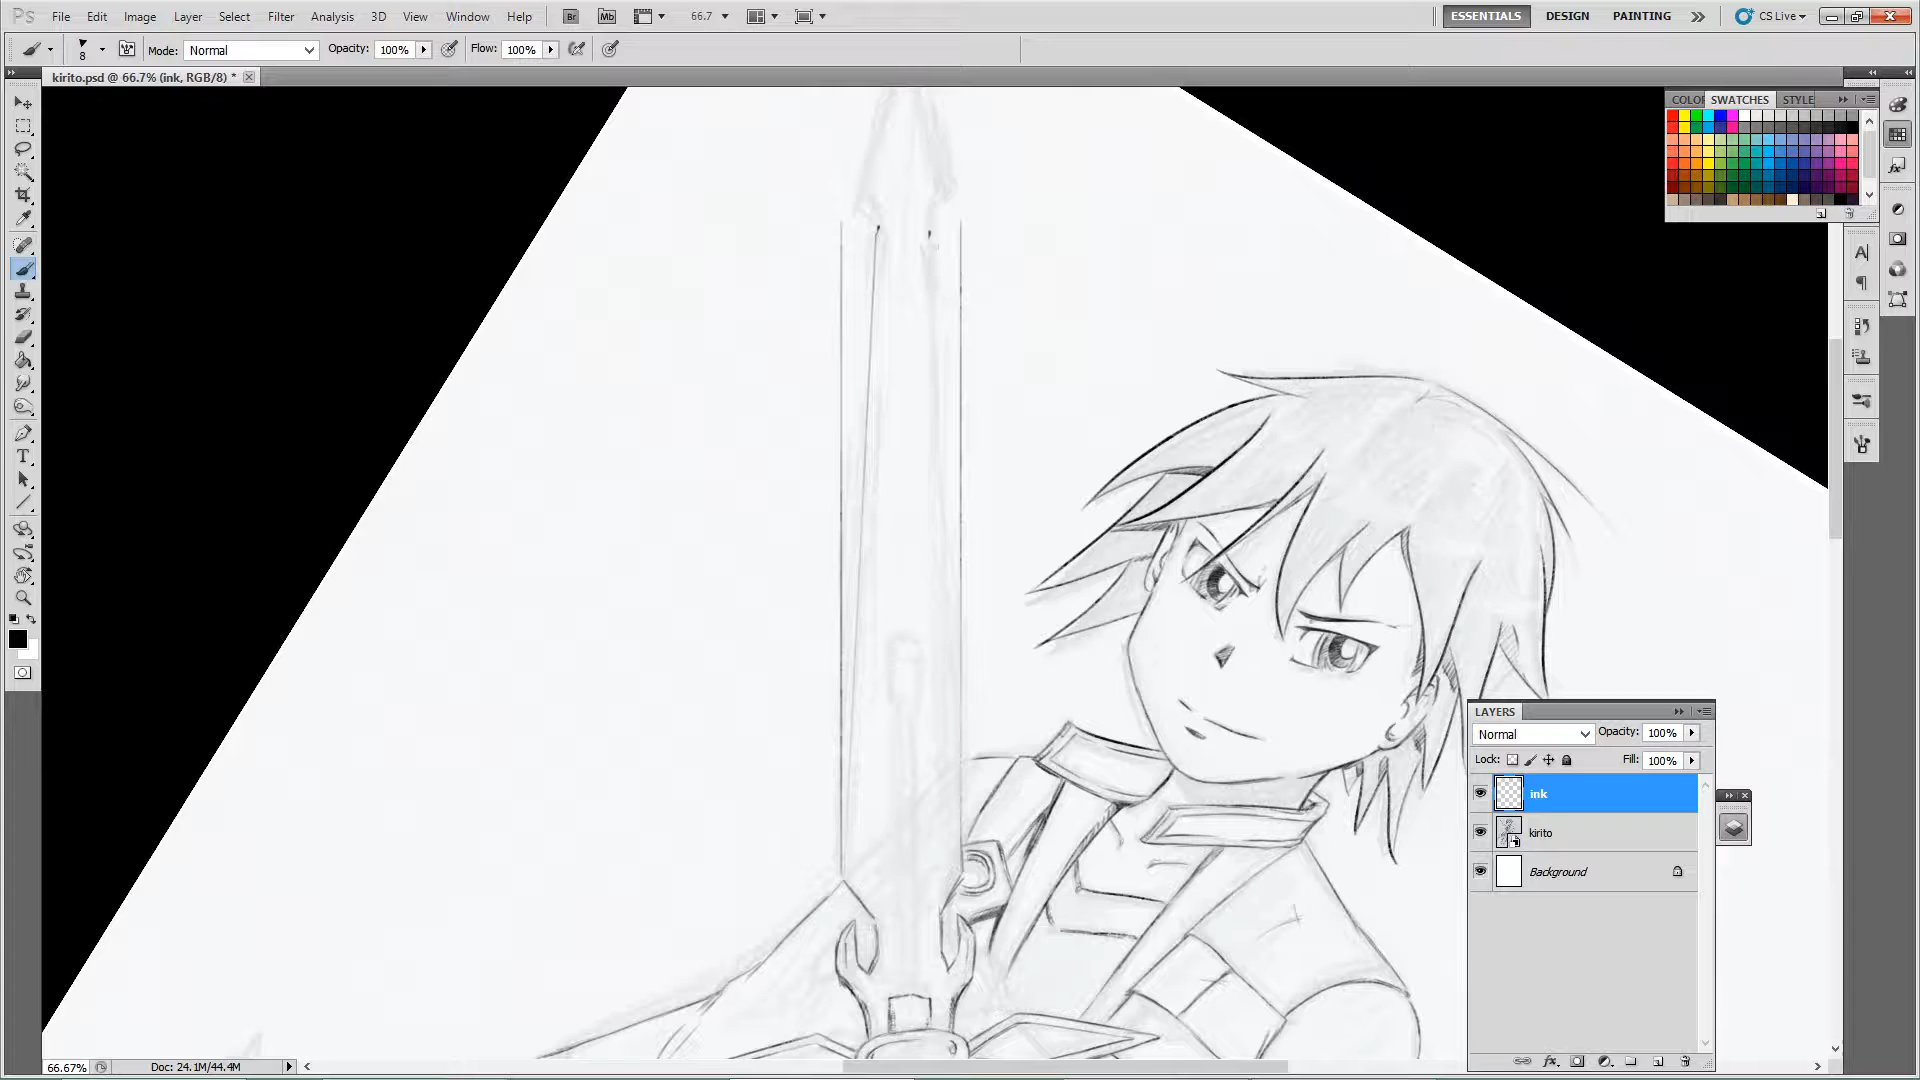 Ps File Edit Image Layer Select Filter Analysis 3D View Window Help Br Mb 66.7 ESSENTIALS DESIGN PAINTING CS Live
8 Mode: Normal Opacity: 100% Flow: 100%
kirito.psd @ 66.7% (ink, RGB/8) *
COLOR SWATCHES STYLE
LAYERS
Normal Opacity: 100%
Lock: Fill: 100%
ink
kirito
Background
66.67% Doc: 24.1M/44.4M